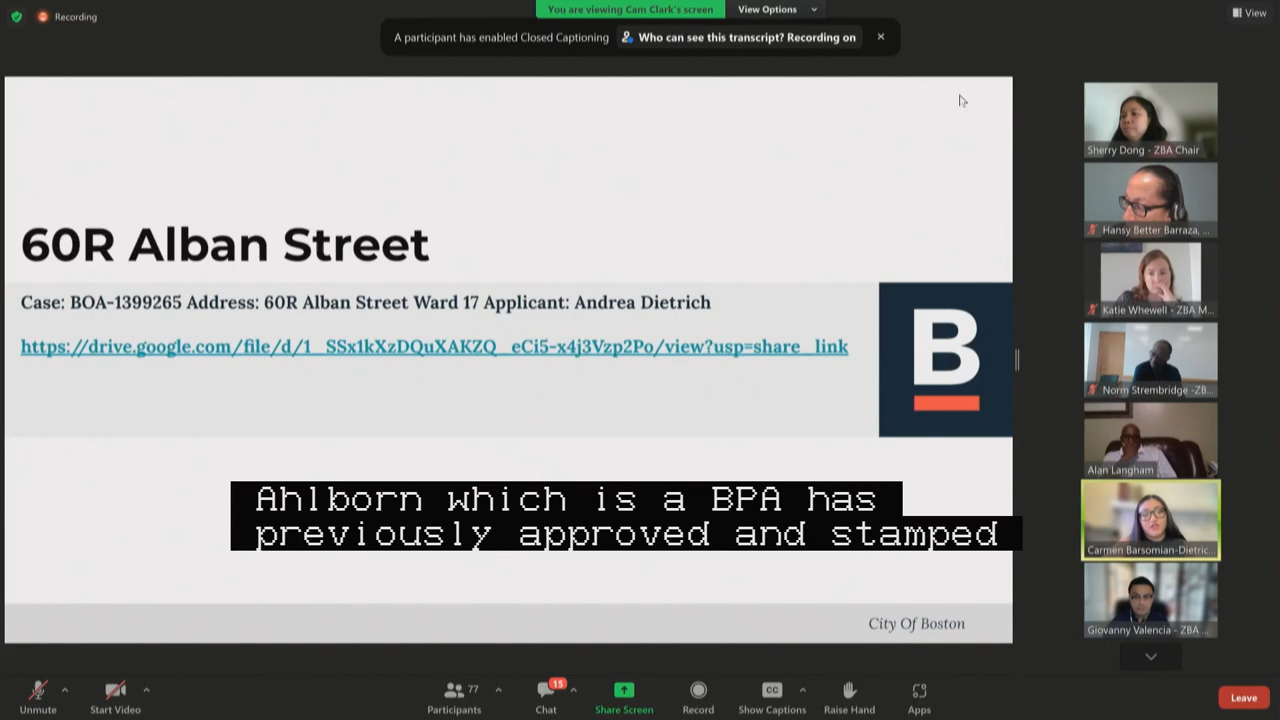 Recording
You are viewing Cam Clark's screen
View Options
View
A participant has enabled Closed Captioning
Who can see this transcript? Recording on
60R Alban Street
Case: BOA-1399265 Address: 60R Alban Street Ward 17 Applicant: Andrea Dietrich
https://drive.google.com/file/d/1_SSx1kXzDQuXAKZQ_eCi5-x4j3Vzp2Po/view?usp=share_link
B
Ahlborn which is a BPA has
previously approved and stamped
City Of Boston
Sherry Dong - ZBA Chair
Hansy Better Barraza, ...
Katie Whewell - ZBA M...
Norm Strembridge -ZB...
Alan Langham
Carmen Barsomian-Dietric...
Giovanny Valencia - ZBA ...
Unmute
Start Video
77
Participants
15
Chat
Share Screen
Record
CC
Show Captions
Raise Hand
Apps
Leave